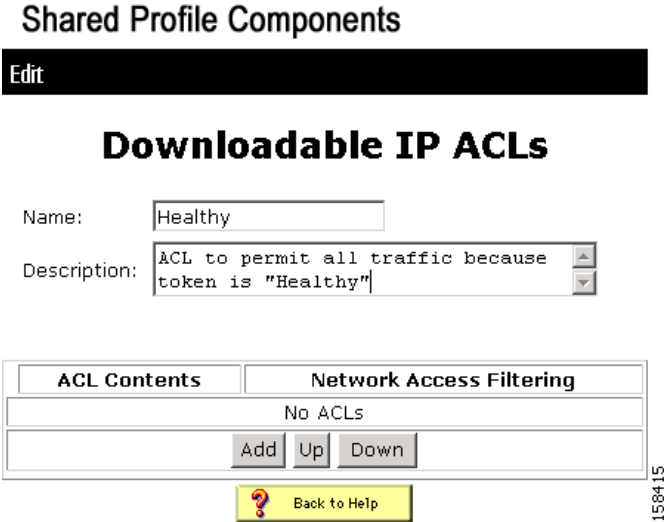 Shared Profile Components
Edit
Downloadable IP ACLs
Name: Healthy
Description: ACL to permit all traffic because
token is "Healthy"
ACL Contents Network Access Filtering
No ACLs
Add Up Down
Back to Help
158415